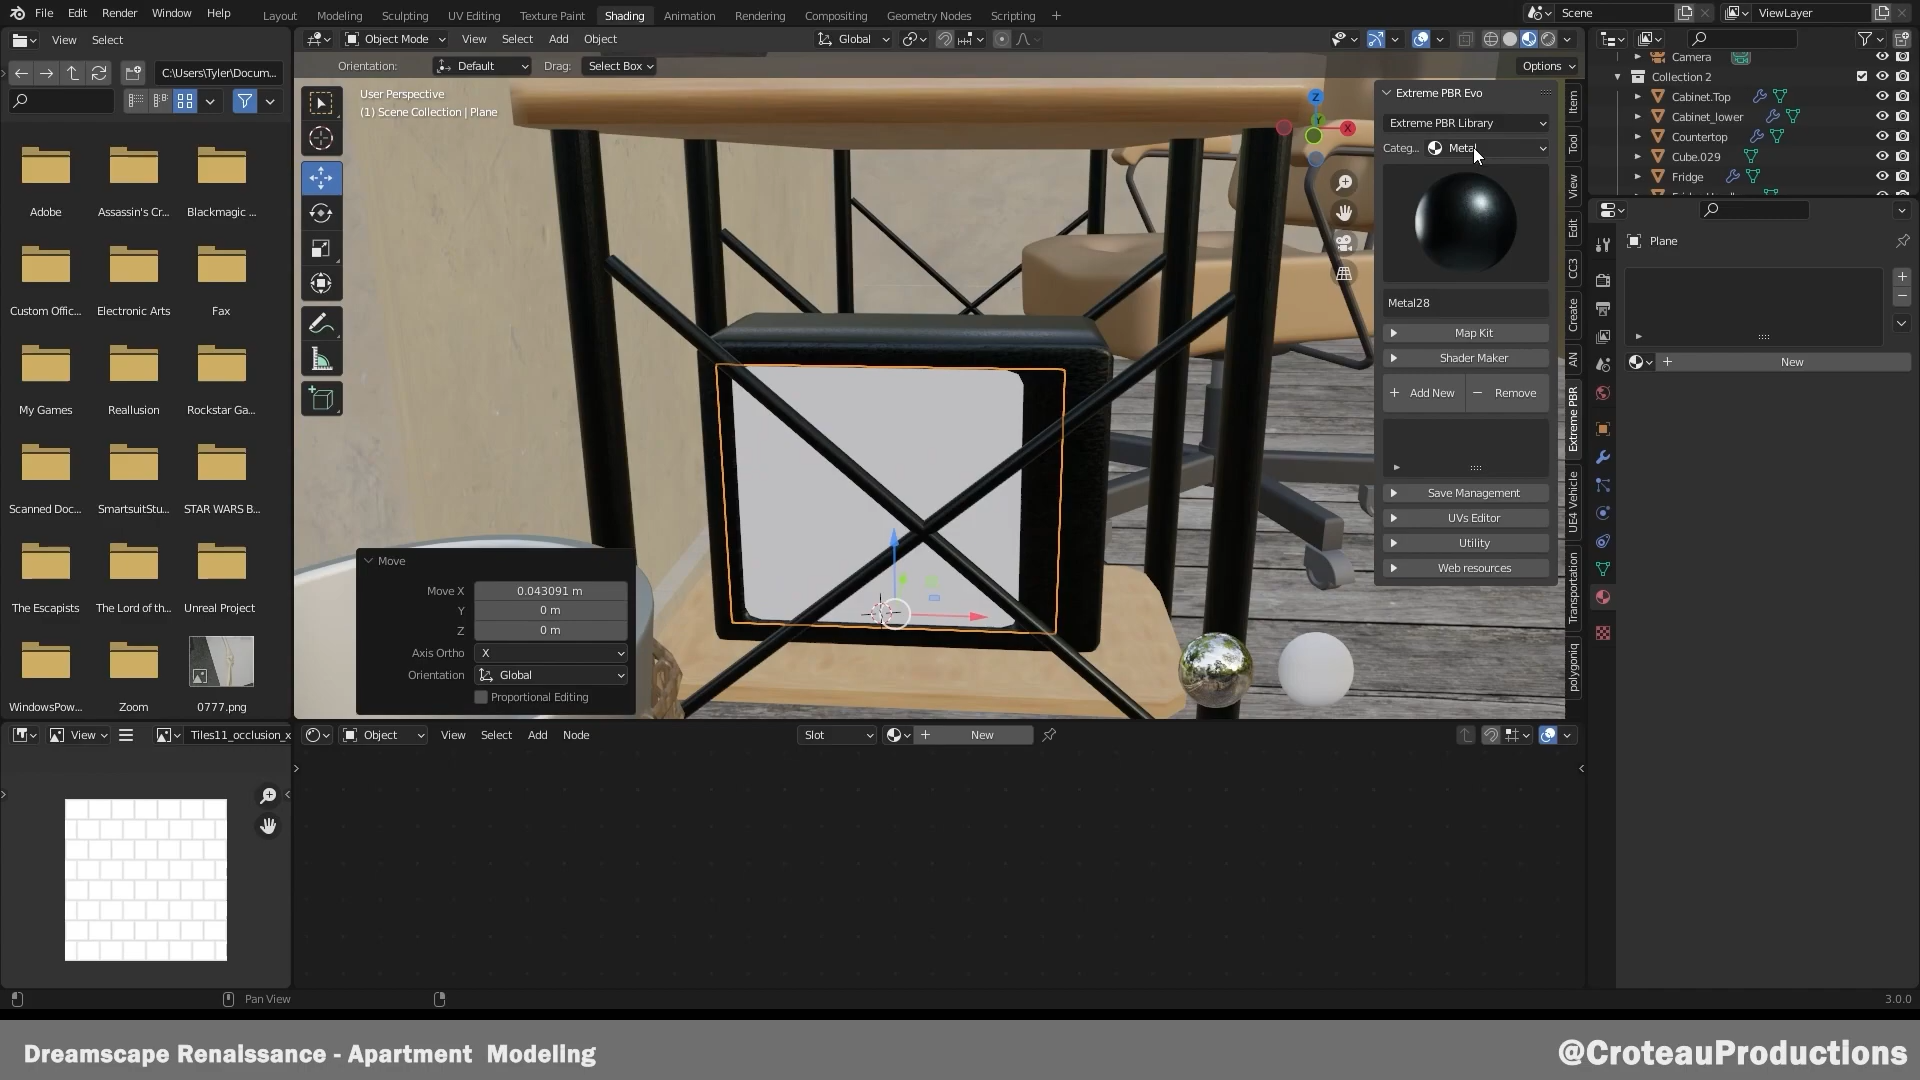 File Edit Render Window Help
Layout Modeling Sculpting UV Editing Texture Paint Shading Animation Rendering Compositing Geometry Nodes Scripting +
Scene
ViewLayer
View Select
Object Mode View Select Add Object
Global
C:\Users\Tyler\Docum...
Orientation: Default Drag: Select Box
Options
User Perspective
(1) Scene Collection | Plane
Z
Y
X
Adobe
Assassin's Cr...
Blackmagic ...
Custom Offic...
Electronic Arts
Fax
My Games
Reallusion
Rockstar Ga...
Scanned Doc...
SmartsuitStu...
STAR WARS B...
The Escapists
The Lord of th...
Unreal Project
WindowsPow...
Zoom
0777.png
Move
Move X 0.043091 m
Y 0 m
Z 0 m
Axis Ortho X
Orientation Global
Proportional Editing
Extreme PBR Evo
Extreme PBR Library
Categ... Metal
Metal28
Map Kit
Shader Maker
+ Add New
− Remove
Save Management
UVs Editor
Utility
Web resources
Item
Tool
View
Edit
CC3
Create
AN
Extreme PBR
UE4 Vehicle
Transportation
polygoniq
Camera
Collection 2
Cabinet.Top
Cabinet_lower
Countertop
Cube.029
Fridge
Plane
+ New
View Tiles11_occlusion_x
Object View Select Add Node
Slot
+ New
Pan View
3.0.0
Dreamscape Renaissance - Apartment Modeling
@CroteauProductions